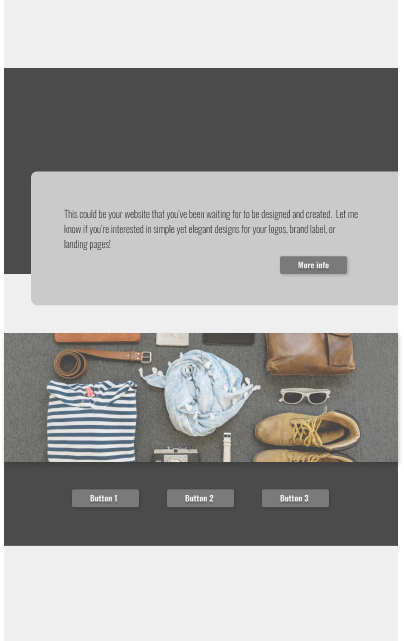 This could be your website that you've been waiting for to be designed and created.  Let me
know if you're interested in simple yet elegant designs for your logos, brand label, or
landing pages!
More info
Button 1
Button 2
Button 3